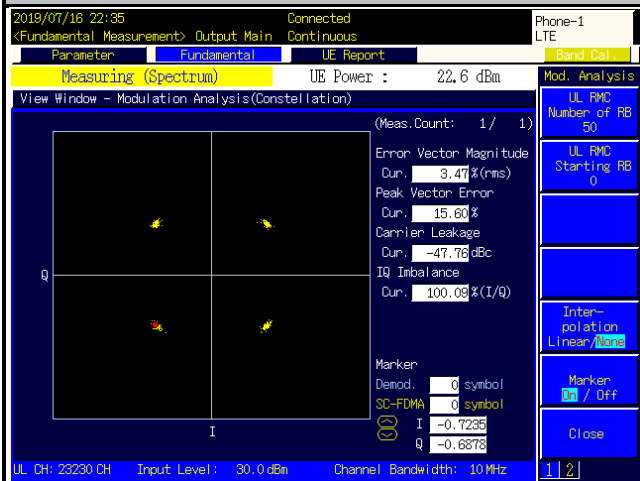 2019/07/16 22:35 Connected Phone-1
<Fundamental Measurement> Output Main Continuous LTE
Parameter Fundamental UE Report Band Cal.
Measuring (Spectrum) UE Power : 22.6 dBm Mod. Analysis
View Window - Modulation Analysis(Constellation)
UL RMC
Number of RB
50
(Meas.Count: 1/ 1)
Error Vector Magnitude
Cur. 3.47 %(rms)
UL RMC
Starting RB
0
Peak Vector Error
Cur. 15.60 %
Carrier Leakage
Cur. -47.76 dBc
IQ Imbalance
Cur. 100.09 %(I/Q)
Q
I
Inter-
polation
Linear/None
Marker
Demod. 0 symbol
SC-FDMA 0 symbol
I -0.7235
Q -0.6878
Marker
On / Off
Close
UL CH: 23230 CH Input Level: 30.0 dBm Channel Bandwidth: 10 MHz 1 2